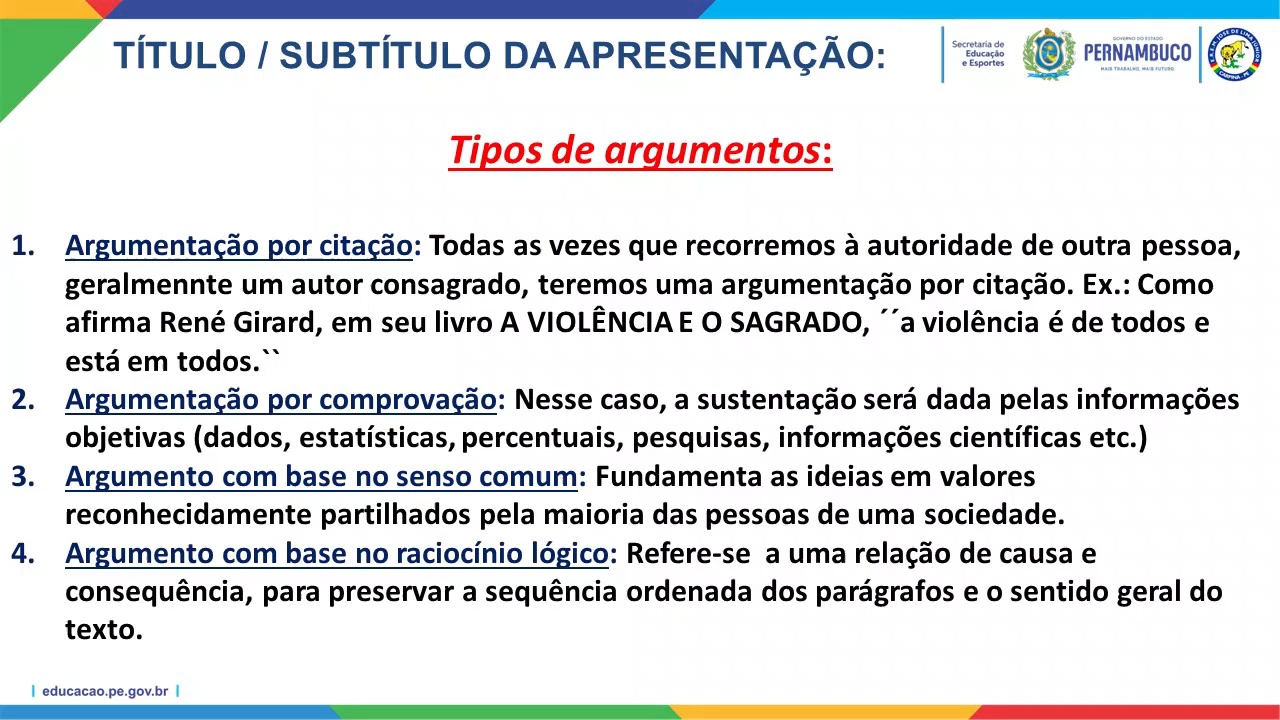 TÍTULO / SUBTÍTULO DA APRESENTAÇÃO:
Secretaria de
Educação
e Esportes
GOVERNO DO ESTADO
PERNAMBUCO
MAIS TRABALHO, MAIS FUTURO
CARPINA - PE
Tipos de argumentos:
1. Argumentação por citação: Todas as vezes que recorremos à autoridade de outra pessoa,
geralmennte um autor consagrado, teremos uma argumentação por citação. Ex.: Como
afirma René Girard, em seu livro A VIOLÊNCIA E O SAGRADO, ´´a violência é de todos e
está em todos.``
2. Argumentação por comprovação: Nesse caso, a sustentação será dada pelas informações
objetivas (dados, estatísticas, percentuais, pesquisas, informações científicas etc.)
3. Argumento com base no senso comum: Fundamenta as ideias em valores
reconhecidamente partilhados pela maioria das pessoas de uma sociedade.
4. Argumento com base no raciocínio lógico: Refere-se  a uma relação de causa e
consequência, para preservar a sequência ordenada dos parágrafos e o sentido geral do
texto.
educacao.pe.gov.br